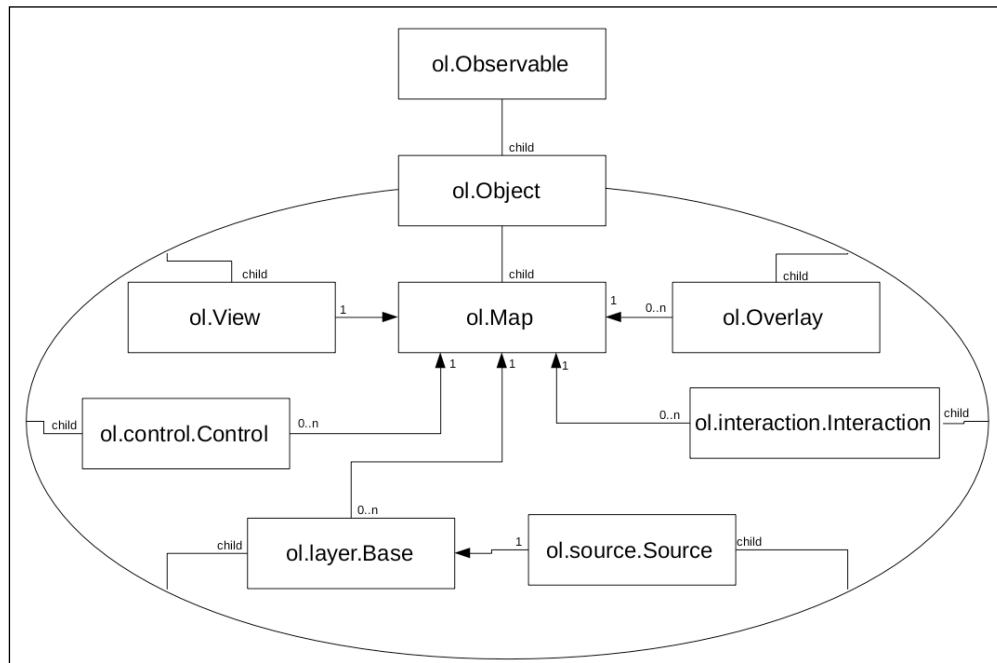 ol.Observable
child
ol.Object
child
child
child
ol.View
1
ol.Map
1
0..n
ol.Overlay
1
1
1
child
ol.control.Control
0..n
0..n
ol.interaction.Interaction
child
0..n
child
ol.layer.Base
1
ol.source.Source
child